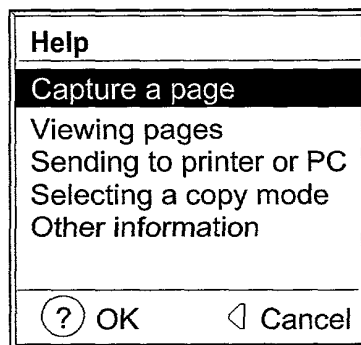 Help
Capture a page
Viewing pages
Sending to printer or PC
Selecting a copy mode
Other information
? OK Cancel